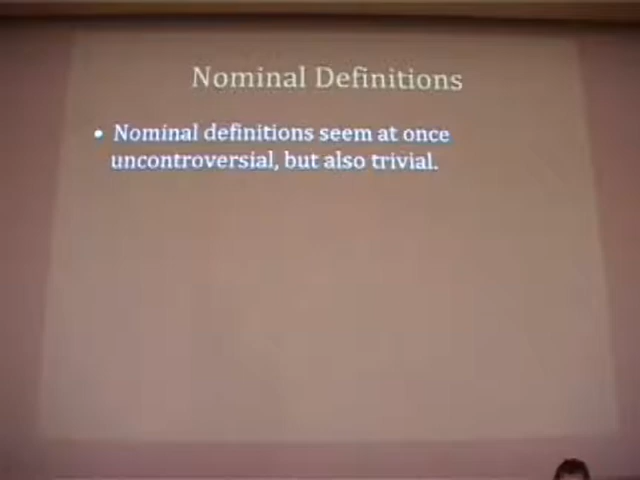 Nominal Definitions
• Nominal definitions seem at once
uncontroversial, but also trivial.